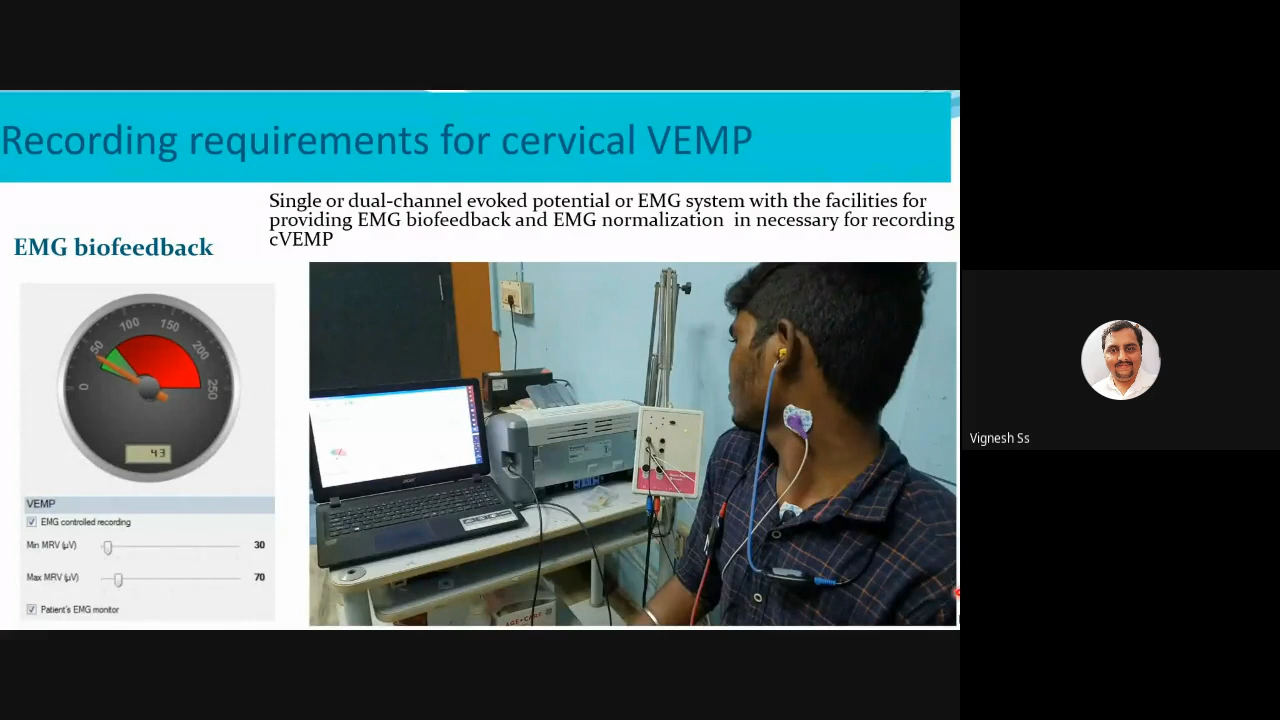 Recording requirements for cervical VEMP
Single or dual-channel evoked potential or EMG system with the facilities for
providing EMG biofeedback and EMG normalization in necessary for recording
cVEMP
EMG biofeedback
0
50
100
150
200
250
43
VEMP
EMG controlled recording
Min MRV (µV) 30
Max MRV (µV) 70
Patient's EMG monitor
acer
Vignesh Ss